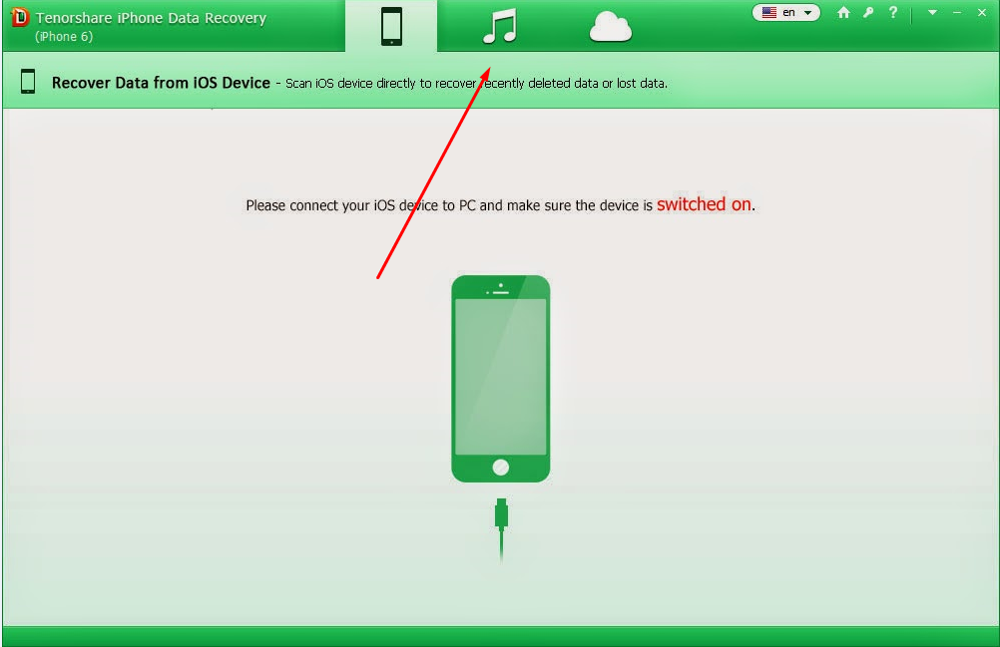 Tenorshare iPhone Data Recovery
(iPhone 6)
en
?
Recover Data from iOS Device - Scan iOS device directly to recover recently deleted data or lost data.
Please connect your iOS device to PC and make sure the device is switched on.